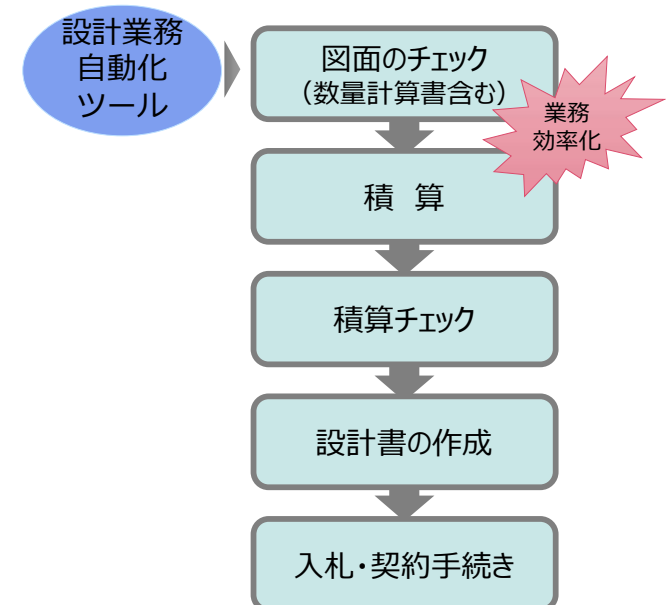 設計業務
自動化
ツール
図面のチェック
（数量計算書含む）
業務
効率化
積 算
積算チェック
設計書の作成
入札・契約手続き